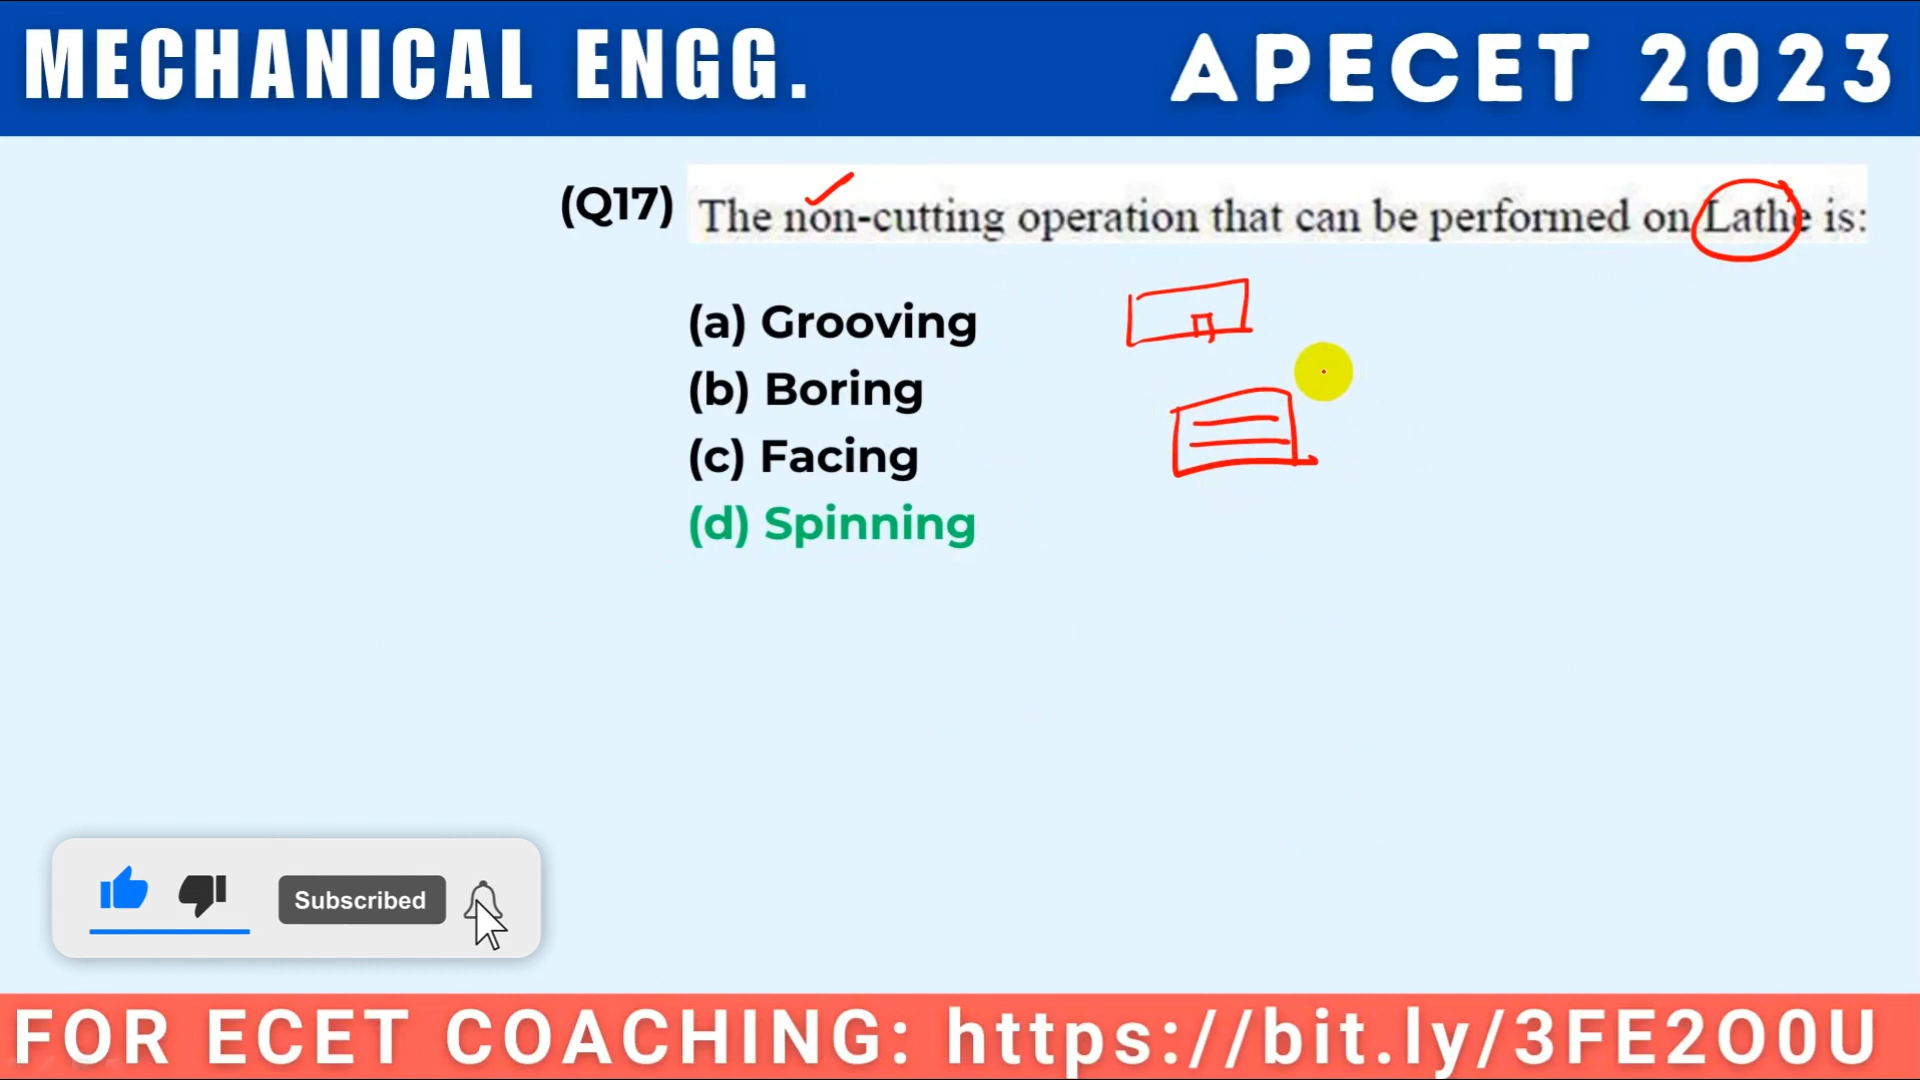 MECHANICAL ENGG.
APECET 2023
(Q17) The non-cutting operation that can be performed on Lathe is:
(a) Grooving
(b) Boring
(c) Facing
(d) Spinning
Subscribed
FOR ECET COACHING: https://bit.ly/3FE2O0U